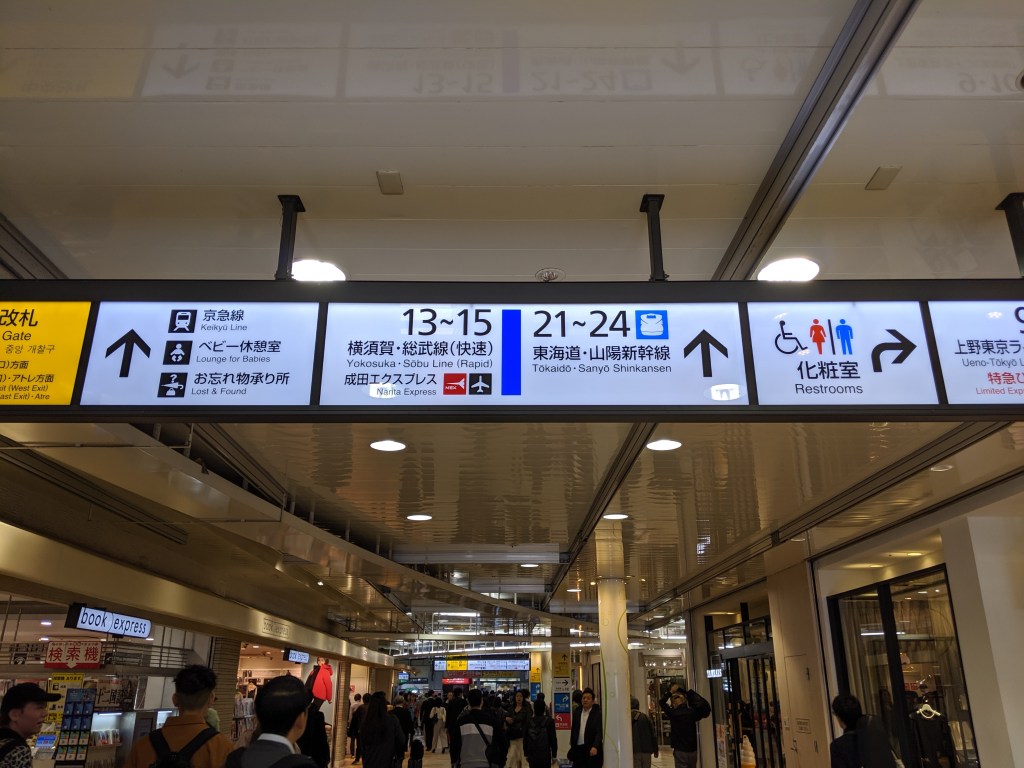 改札
Gate
중앙 개찰구
口)方面
口)・アトレ方面
xit (West Exit)
ast Exit)・Atre
京急線
Keikyū Line
ベビー休憩室
Lounge for Babies
お忘れ物承り所
Lost & Found
13~15
横須賀・総武線(快速)
Yokosuka・Sōbu Line (Rapid)
成田エクスプレス
Narita Express
21~24
東海道・山陽新幹線
Tōkaidō・Sanyō Shinkansen
化粧室
Restrooms
9
上野東京ラ
Ueno-Tōkyō L
特急ひ
Limited Exp
book express
検索機